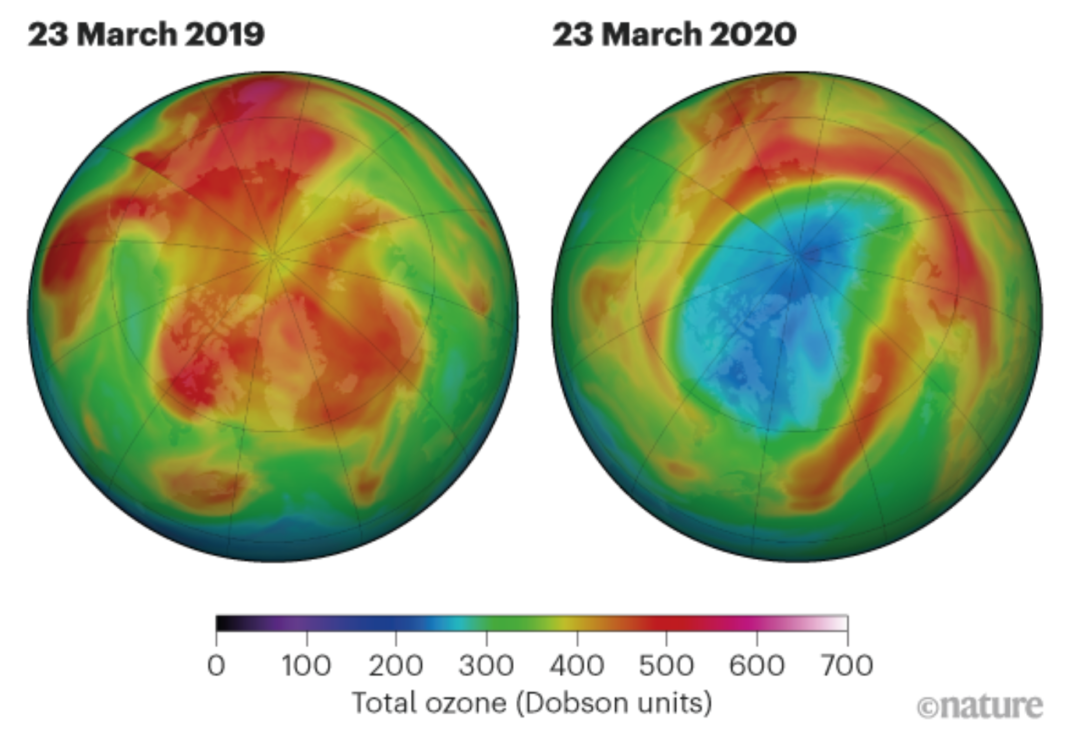 23 March 2019
23 March 2020
0 100 200 300 400 500 600 700
Total ozone (Dobson units)
©nature